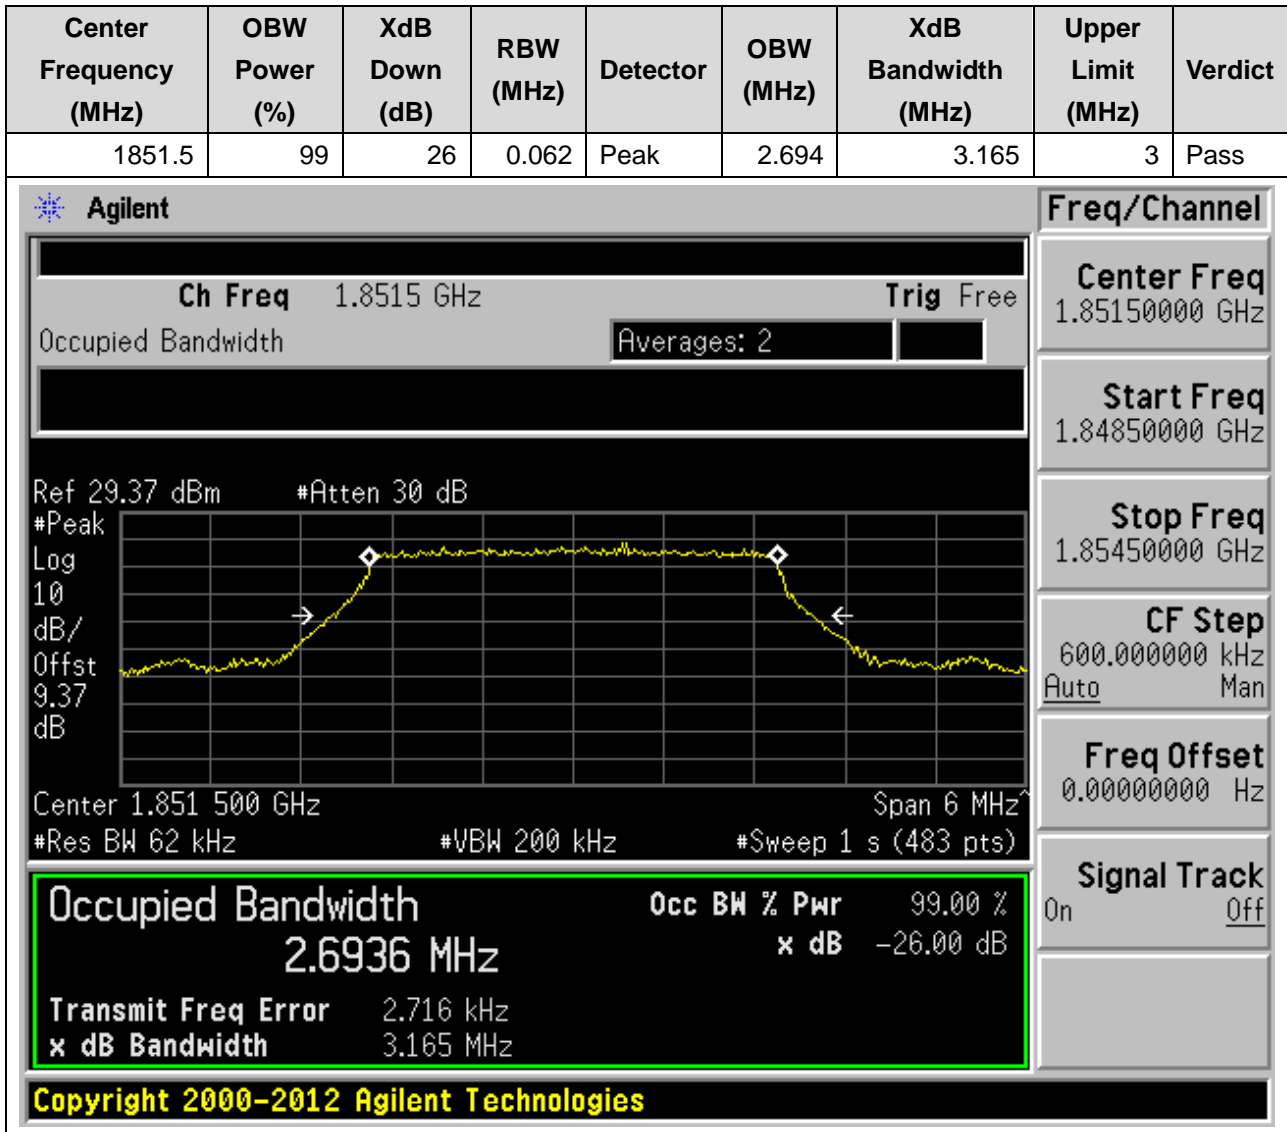 Center Frequency (MHz) OBW Power (%) XdB Down (dB) RBW (MHz) Detector OBW (MHz) XdB Bandwidth (MHz) Upper Limit (MHz) Verdict
1851.5 99 26 0.062 Peak 2.694 3.165 3 Pass
Agilent
Freq/Channel
Ch Freq 1.8515 GHz Trig Free
Occupied Bandwidth Averages: 2
Center Freq
1.85150000 GHz
Start Freq
1.84850000 GHz
Stop Freq
1.85450000 GHz
CF Step
600.000000 kHz
Auto Man
Freq Offset
0.00000000 Hz
Signal Track
On Off
Ref 29.37 dBm #Atten 30 dB
#Peak
Log
10
dB/
Offst
9.37
dB
Center 1.851 500 GHz Span 6 MHz^
#Res BW 62 kHz #VBW 200 kHz #Sweep 1 s (483 pts)
Occupied Bandwidth Occ BW % Pwr 99.00 %
2.6936 MHz x dB -26.00 dB
Transmit Freq Error 2.716 kHz
x dB Bandwidth 3.165 MHz
Copyright 2000-2012 Agilent Technologies